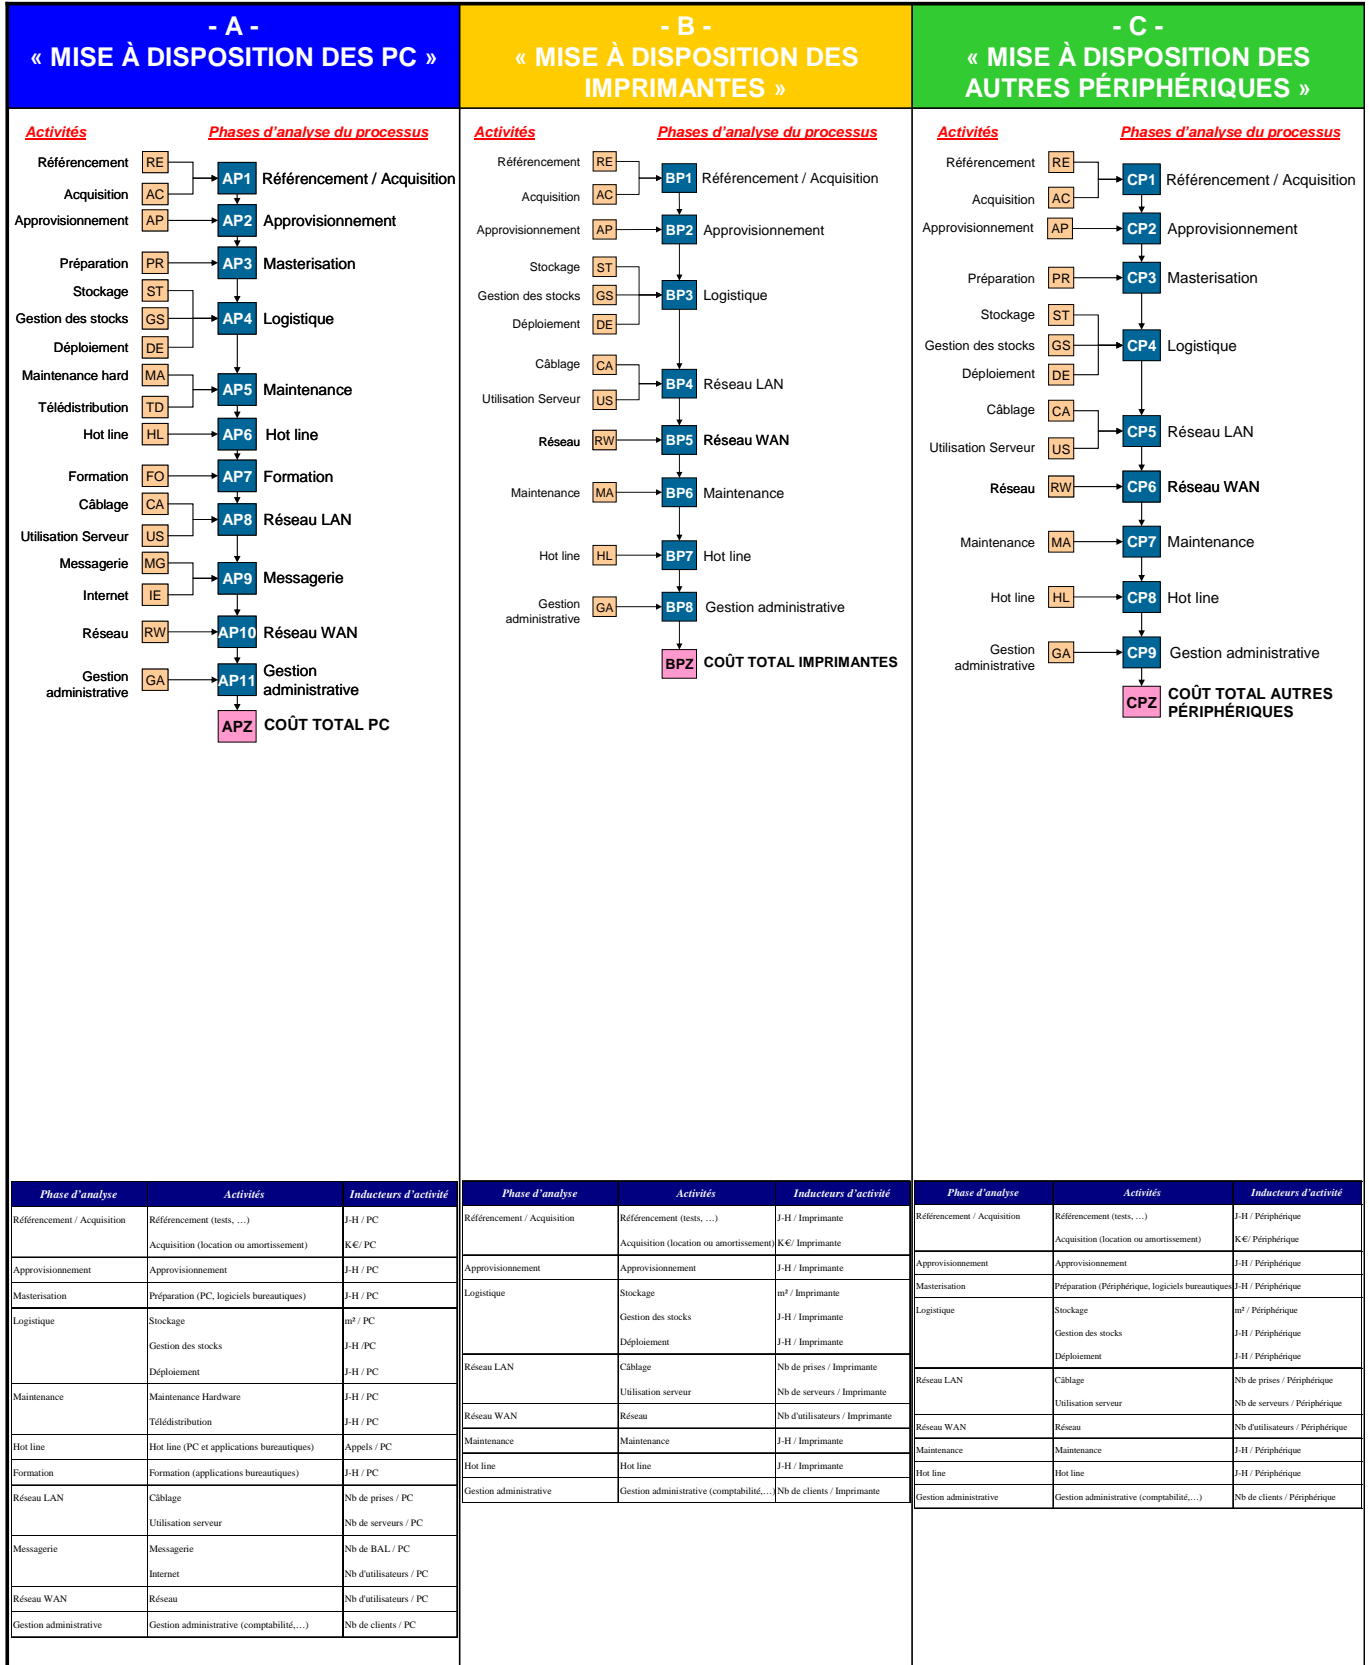 - A -
« MISE À DISPOSITION DES PC »
Activités Phases d'analyse du processus
Référencement RE
AP1 Référencement / Acquisition
Acquisition AC
Approvisionnement AP AP2 Approvisionnement
Préparation PR AP3 Masterisation
Stockage ST
Gestion des stocks GS AP4 Logistique
Déploiement DE
Maintenance hard MA
AP5 Maintenance
Télédistribution TD
Hot line HL AP6 Hot line
Formation FO AP7 Formation
Câblage CA
AP8 Réseau LAN
Utilisation Serveur US
Messagerie MG
AP9 Messagerie
Internet IE
Réseau RW AP10 Réseau WAN
Gestion
administrative GA AP11 Gestion
administrative
APZ COÛT TOTAL PC
Phase d'analyse Activités Inducteurs d'activité
Référencement / Acquisition Référencement (tests, …) J-H / PC
Acquisition (location ou amortissement) K€/ PC
Approvisionnement Approvisionnement J-H / PC
Masterisation Préparation (PC, logiciels bureautiques) J-H / PC
Logistique Stockage m² / PC
Gestion des stocks J-H /PC
Déploiement J-H / PC
Maintenance Maintenance Hardware J-H / PC
Télédistribution J-H / PC
Hot line Hot line (PC et applications bureautiques) Appels / PC
Formation Formation (applications bureautiques) J-H / PC
Réseau LAN Câblage Nb de prises / PC
Utilisation serveur Nb de serveurs / PC
Messagerie Messagerie Nb de BAL / PC
Internet Nb d'utilisateurs / PC
Réseau WAN Réseau Nb d'utilisateurs / PC
Gestion administrative Gestion administrative (comptabilité,…) Nb de clients / PC
- B -
« MISE À DISPOSITION DES
IMPRIMANTES »
Activités Phases d'analyse du processus
Référencement RE
BP1 Référencement / Acquisition
Acquisition AC
Approvisionnement AP BP2 Approvisionnement
Stockage ST
Gestion des stocks GS BP3 Logistique
Déploiement DE
Câblage CA
BP4 Réseau LAN
Utilisation Serveur US
Réseau RW BP5 Réseau WAN
Maintenance MA BP6 Maintenance
Hot line HL BP7 Hot line
Gestion
administrative GA BP8 Gestion administrative
BPZ COÛT TOTAL IMPRIMANTES
Phase d'analyse Activités Inducteurs d'activité
Référencement / Acquisition Référencement (tests, …) J-H / Imprimante
Acquisition (location ou amortissement) K€/ Imprimante
Approvisionnement Approvisionnement J-H / Imprimante
Logistique Stockage m² / Imprimante
Gestion des stocks J-H / Imprimante
Déploiement J-H / Imprimante
Réseau LAN Câblage Nb de prises / Imprimante
Utilisation serveur Nb de serveurs / Imprimante
Réseau WAN Réseau Nb d'utilisateurs / Imprimante
Maintenance Maintenance J-H / Imprimante
Hot line Hot line J-H / Imprimante
Gestion administrative Gestion administrative (comptabilité,…) Nb de clients / Imprimante
- C -
« MISE À DISPOSITION DES
AUTRES PÉRIPHÉRIQUES »
Activités Phases d'analyse du processus
Référencement RE
CP1 Référencement / Acquisition
Acquisition AC
Approvisionnement AP CP2 Approvisionnement
Préparation PR CP3 Masterisation
Stockage ST
Gestion des stocks GS CP4 Logistique
Déploiement DE
Câblage CA
CP5 Réseau LAN
Utilisation Serveur US
Réseau RW CP6 Réseau WAN
Maintenance MA CP7 Maintenance
Hot line HL CP8 Hot line
Gestion
administrative GA CP9 Gestion administrative
CPZ COÛT TOTAL AUTRES
PÉRIPHÉRIQUES
Phase d'analyse Activités Inducteurs d'activité
Référencement / Acquisition Référencement (tests, …) J-H / Périphérique
Acquisition (location ou amortissement) K€/ Périphérique
Approvisionnement Approvisionnement J-H / Périphérique
Masterisation Préparation (Périphérique, logiciels bureautiques J-H / Périphérique
Logistique Stockage m² / Périphérique
Gestion des stocks J-H / Périphérique
Déploiement J-H / Périphérique
Réseau LAN Câblage Nb de prises / Périphérique
Utilisation serveur Nb de serveurs / Périphérique
Réseau WAN Réseau Nb d'utilisateurs / Périphérique
Maintenance Maintenance J-H / Périphérique
Hot line Hot line J-H / Périphérique
Gestion administrative Gestion administrative (comptabilité,…) Nb de clients / Périphérique